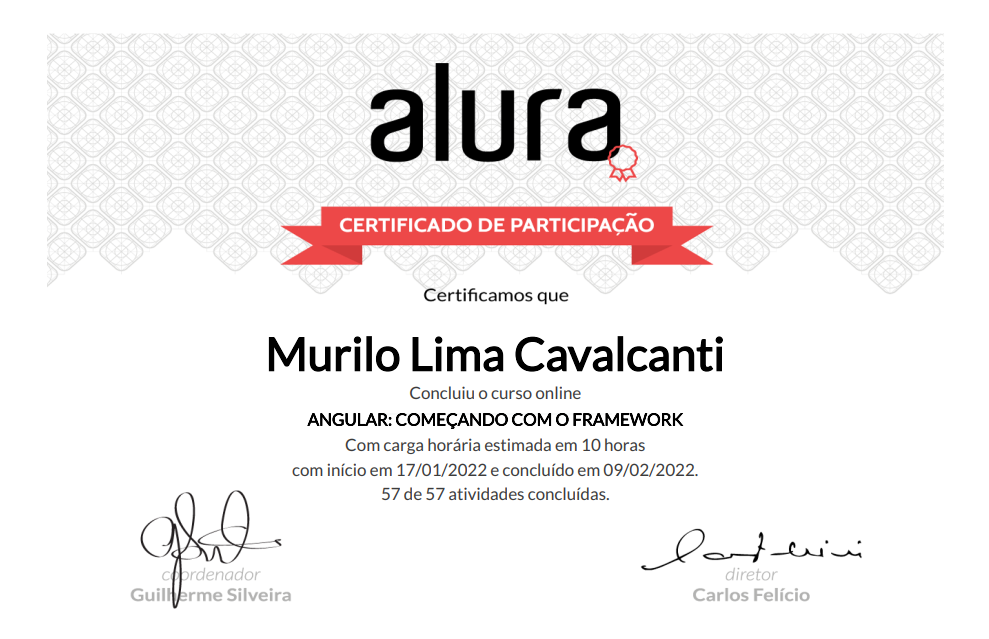 alura
CERTIFICADO DE PARTICIPAÇÃO
Certificamos que
Murilo Lima Cavalcanti
Concluiu o curso online
ANGULAR: COMEÇANDO COM O FRAMEWORK
Com carga horária estimada em 10 horas
com início em 17/01/2022 e concluído em 09/02/2022.
57 de 57 atividades concluídas.
coordenador
Guilherme Silveira
diretor
Carlos Felício